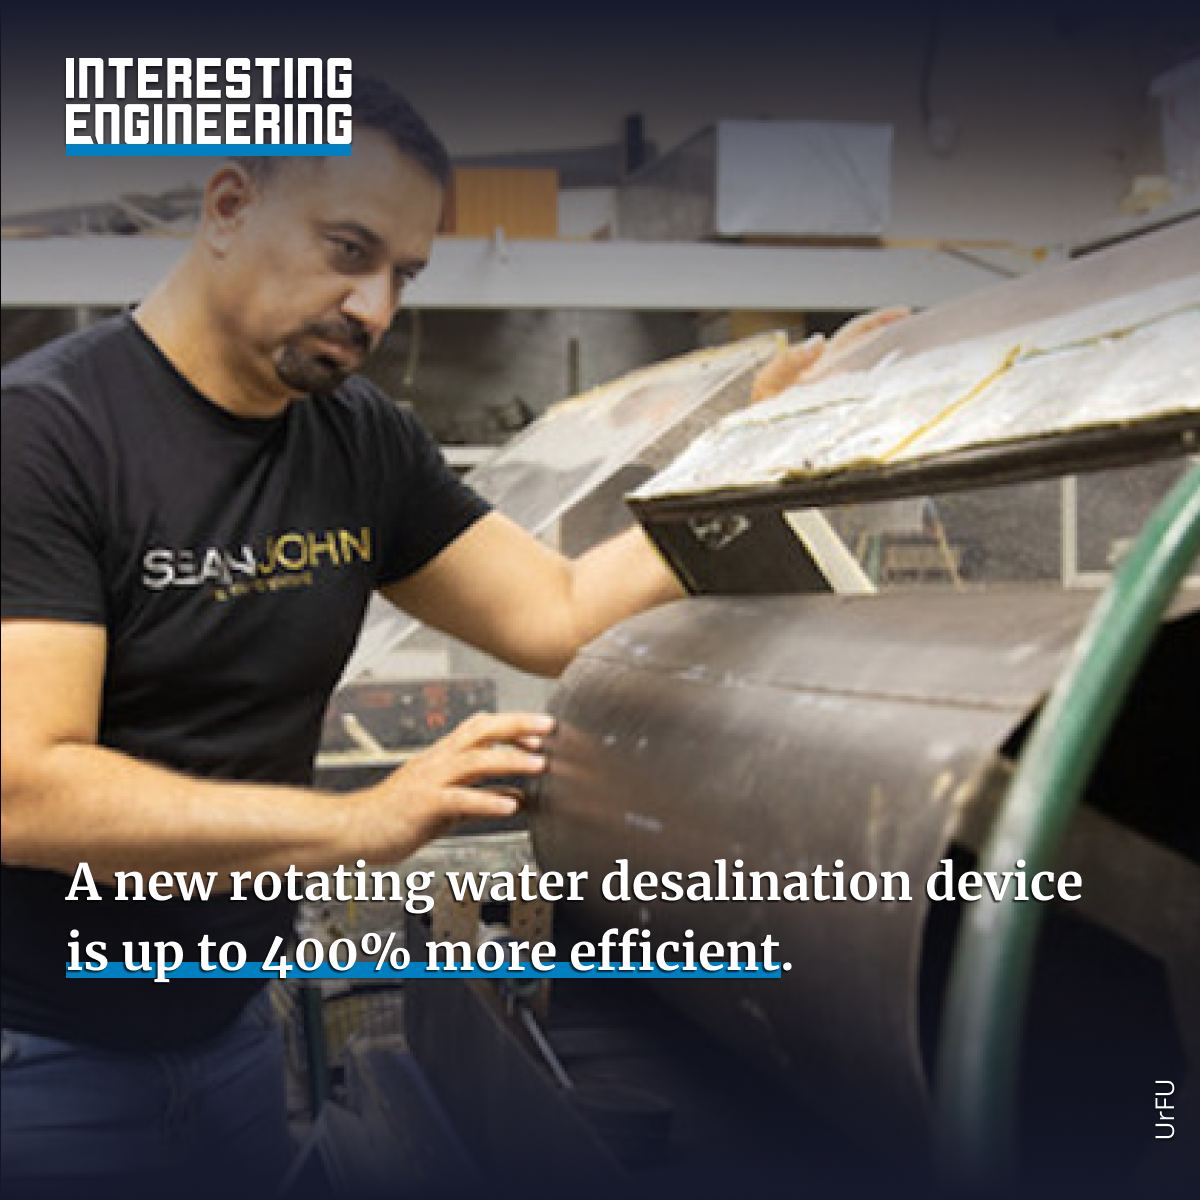 INTERESTING
ENGINEERING
SEAN JOHN
A new rotating water desalination device
is up to 400% more efficient.
UrFU